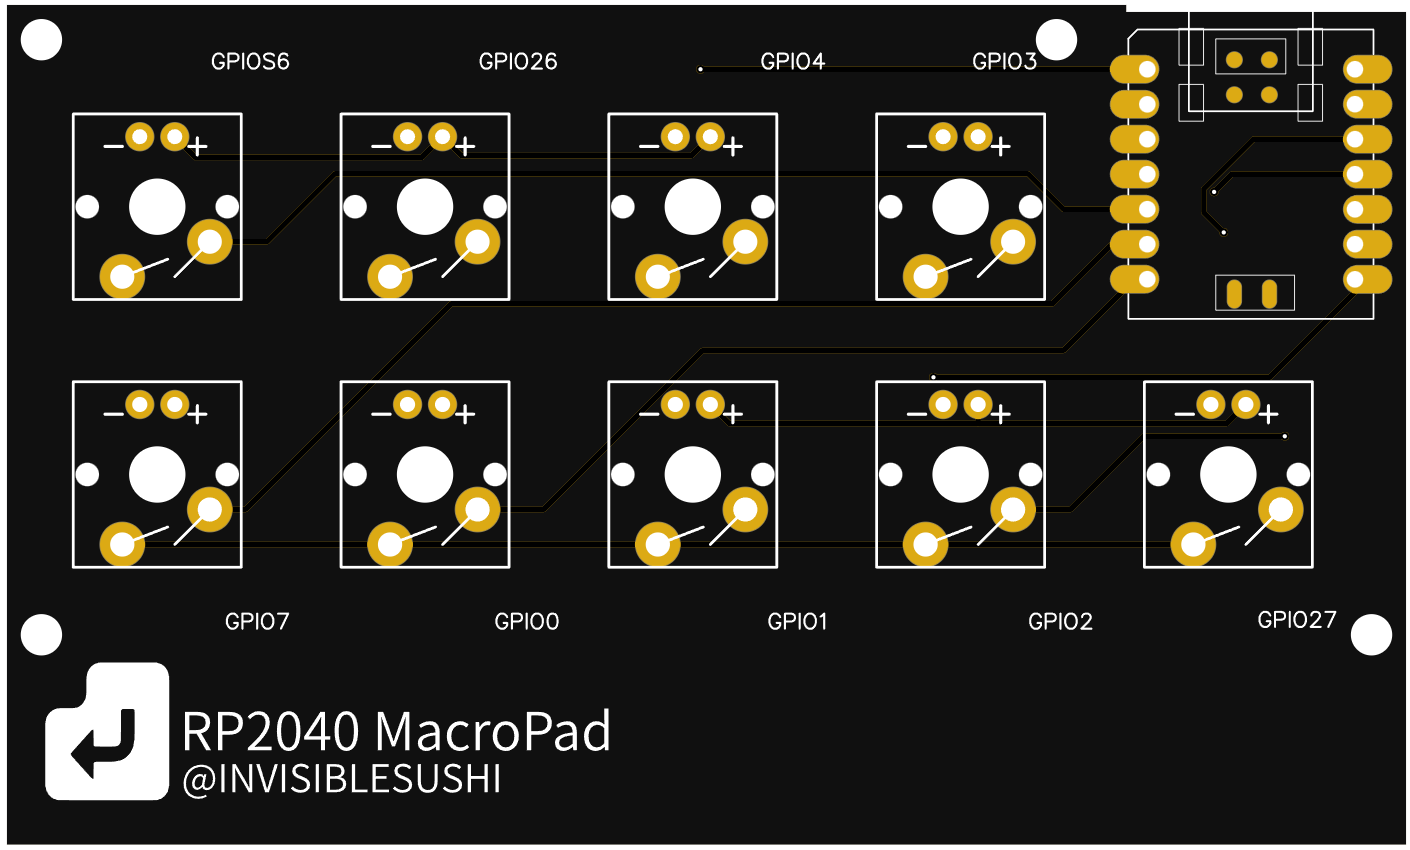 GPIOS6 GPIO26 GPIO4 GPIO3
− + − + − + − +
− + − + − + − + − +
GPIO7 GPIO0 GPIO1 GPIO2 GPIO27
RP2040 MacroPad
@INVISIBLESUSHI